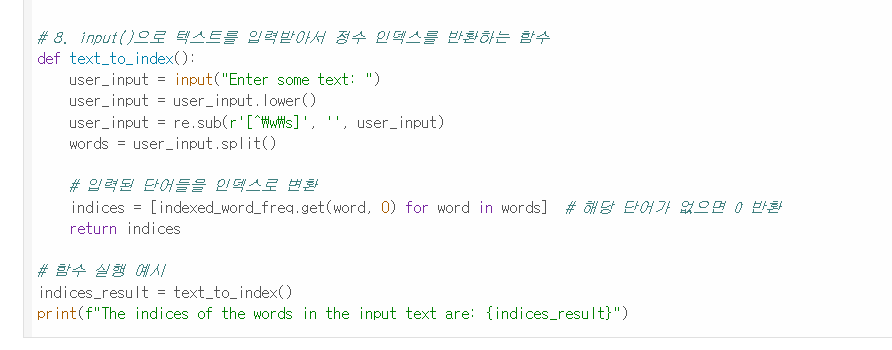 # 8. input()으로 텍스트를 입력받아서 정수 인덱스를 반환하는 함수
def text_to_index():
    user_input = input("Enter some text: ")
    user_input = user_input.lower()
    user_input = re.sub(r'[^₩w₩s]', '', user_input)
    words = user_input.split()

    # 입력된 단어들을 인덱스로 변환
    indices = [indexed_word_freq.get(word, 0) for word in words]  # 해당 단어가 없으면 0 반환
    return indices

# 함수 실행 예시
indices_result = text_to_index()
print(f"The indices of the words in the input text are: {indices_result}")